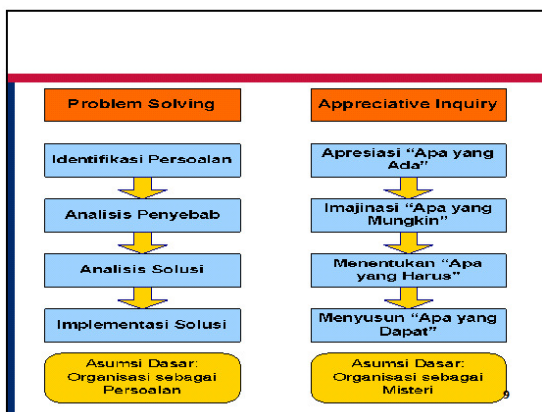 Problem Solving
Identifikasi Persoalan
Analisis Penyebab
Analisis Solusi
Implementasi Solusi
Asumsi Dasar:
Organisasi sebagai
Persoalan
Appreciative Inquiry
Apresiasi “Apa yang
Ada”
Imajinasi “Apa yang
Mungkin”
Menentukan “Apa
yang Harus”
Menyusun “Apa yang
Dapat”
Asumsi Dasar:
Organisasi sebagai
Misteri
9